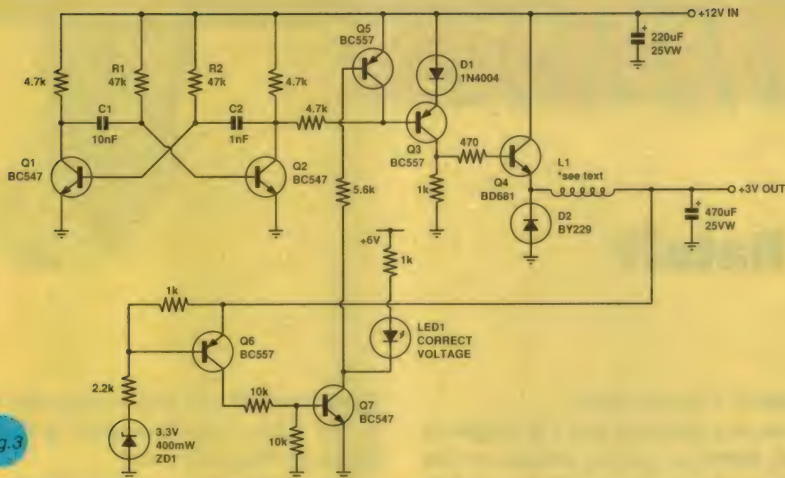 +12V IN
220uF
25VW
Q5
BC557
D1
1N4004
4.7k
R1
47k
R2
47k
4.7k
C1
10nF
C2
1nF
4.7k
Q3
BC557
470
Q1
BC547
Q2
BC547
5.6k
1k
Q4
BD681
L1
*see text
+3V OUT
D2
BY229
470uF
25VW
+6V
1k
1k
Q6
BC557
LED1
CORRECT
VOLTAGE
2.2k
10k
Q7
BC547
10k
3.3V
400mW
ZD1
g.3